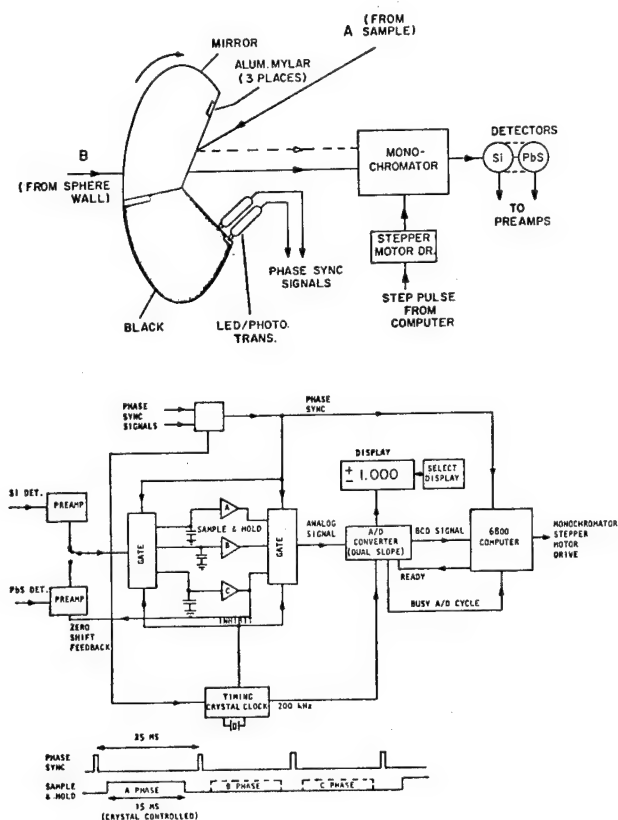 A (FROM
SAMPLE)
MIRROR
ALUM. MYLAR
(3 PLACES)
B
(FROM SPHERE
WALL)
MONO-
CHROMATOR
DETECTORS
Si PbS
TO
PREAMPS
STEPPER
MOTOR DR.
STEP PULSE
FROM
COMPUTER
PHASE SYNC
SIGNALS
BLACK
LED/PHOTO.
TRANS.
PHASE
SYNC
SIGNALS
PHASE
SYNC
DISPLAY
± 1.000
SELECT
DISPLAY
SI DET.
PREAMP
GATE
A
SAMPLE & HOLD
B
C
GATE
ANALOG
SIGNAL
A/D
CONVERTER
(DUAL SLOPE)
BCD SIGNAL
6800
COMPUTER
MONOCHROMATOR
STEPPER
MOTOR
DRIVE
READY
BUSY A/D CYCLE
PbS DET.
PREAMP
ZERO
SHIFT
FEEDBACK
INHIBIT
TIMING
CRYSTAL CLOCK
200 kHz
25 MS
PHASE
SYNC
SAMPLE
& HOLD
A PHASE
B PHASE
C PHASE
15 MS
(CRYSTAL CONTROLLED)